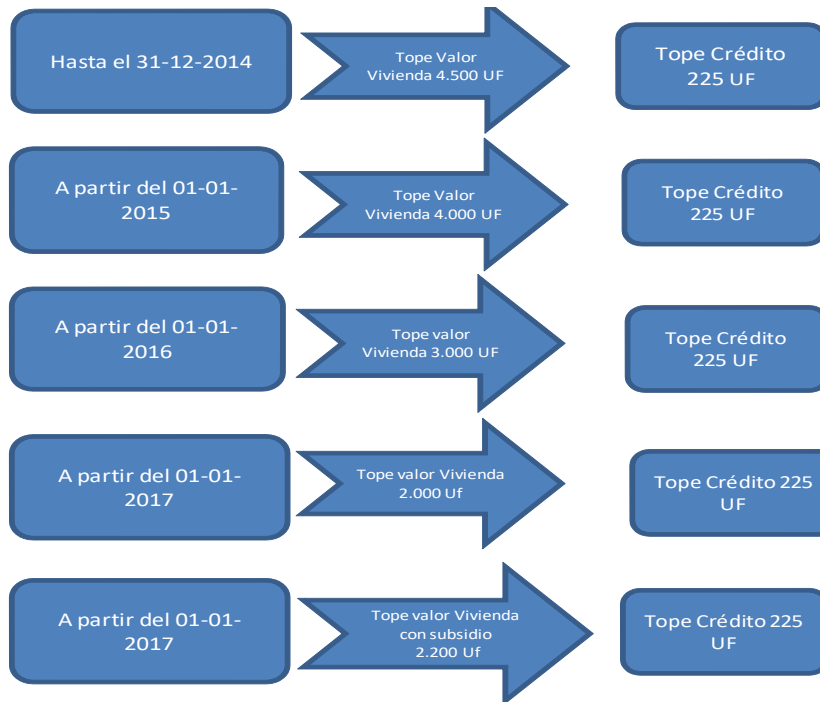 Hasta el 31-12-2014
Tope Valor
Vivienda 4.500 UF
Tope Crédito
225 UF
A partir del 01-01-
2015
Tope Valor
Vivienda 4.000 UF
Tope Crédito
225 UF
A partir del 01-01-
2016
Tope valor
Vivienda 3.000 UF
Tope Crédito
225 UF
A partir del 01-01-
2017
Tope valor Vivienda
2.000 Uf
Tope Crédito 225
UF
A partir del 01-01-
2017
Tope valor Vivienda
con subsidio
2.200 Uf
Tope Crédito 225
UF